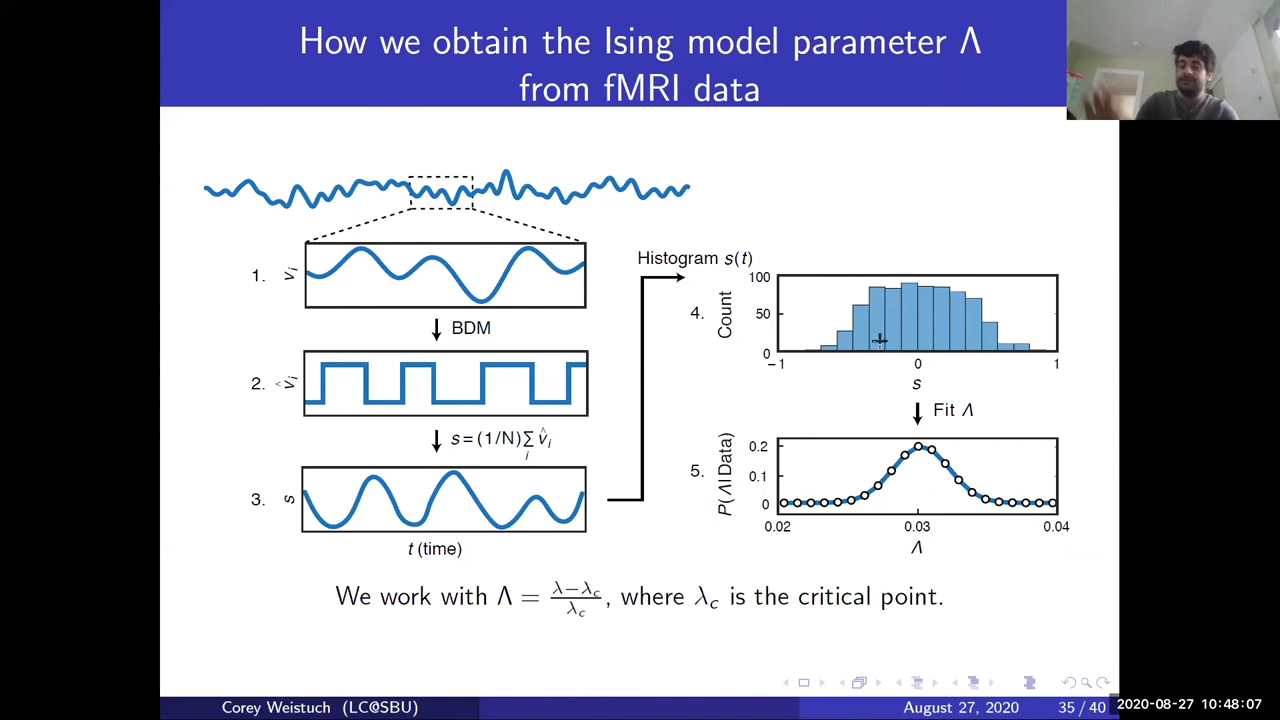 How we obtain the Ising model parameter Λ
from fMRI data
1.
v_i
BDM
2.
v̂_i
s = (1/N) ∑_i v̂_i
3.
s
t (time)
Histogram s(t)
4.
Count
100
50
0
−1
0
1
s
Fit Λ
5.
P(Λ|Data)
0.2
0.1
0
0.02
0.03
0.04
Λ
We work with Λ = (λ−λ_c)/λ_c, where λ_c is the critical point.
Corey Weistuch (LC@SBU)
August 27, 2020
35 / 40
2020-08-27 10:48:07